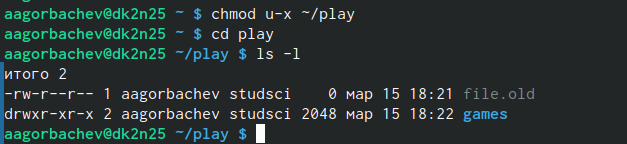 aagorbachev@dk2n25 ~ $ chmod u-x ~/play
aagorbachev@dk2n25 ~ $ cd play
aagorbachev@dk2n25 ~/play $ ls -l
итого 2
-rw-r--r-- 1 aagorbachev studsci    0 мар 15 18:21 file.old
drwxr-xr-x 2 aagorbachev studsci 2048 мар 15 18:22 games
aagorbachev@dk2n25 ~/play $